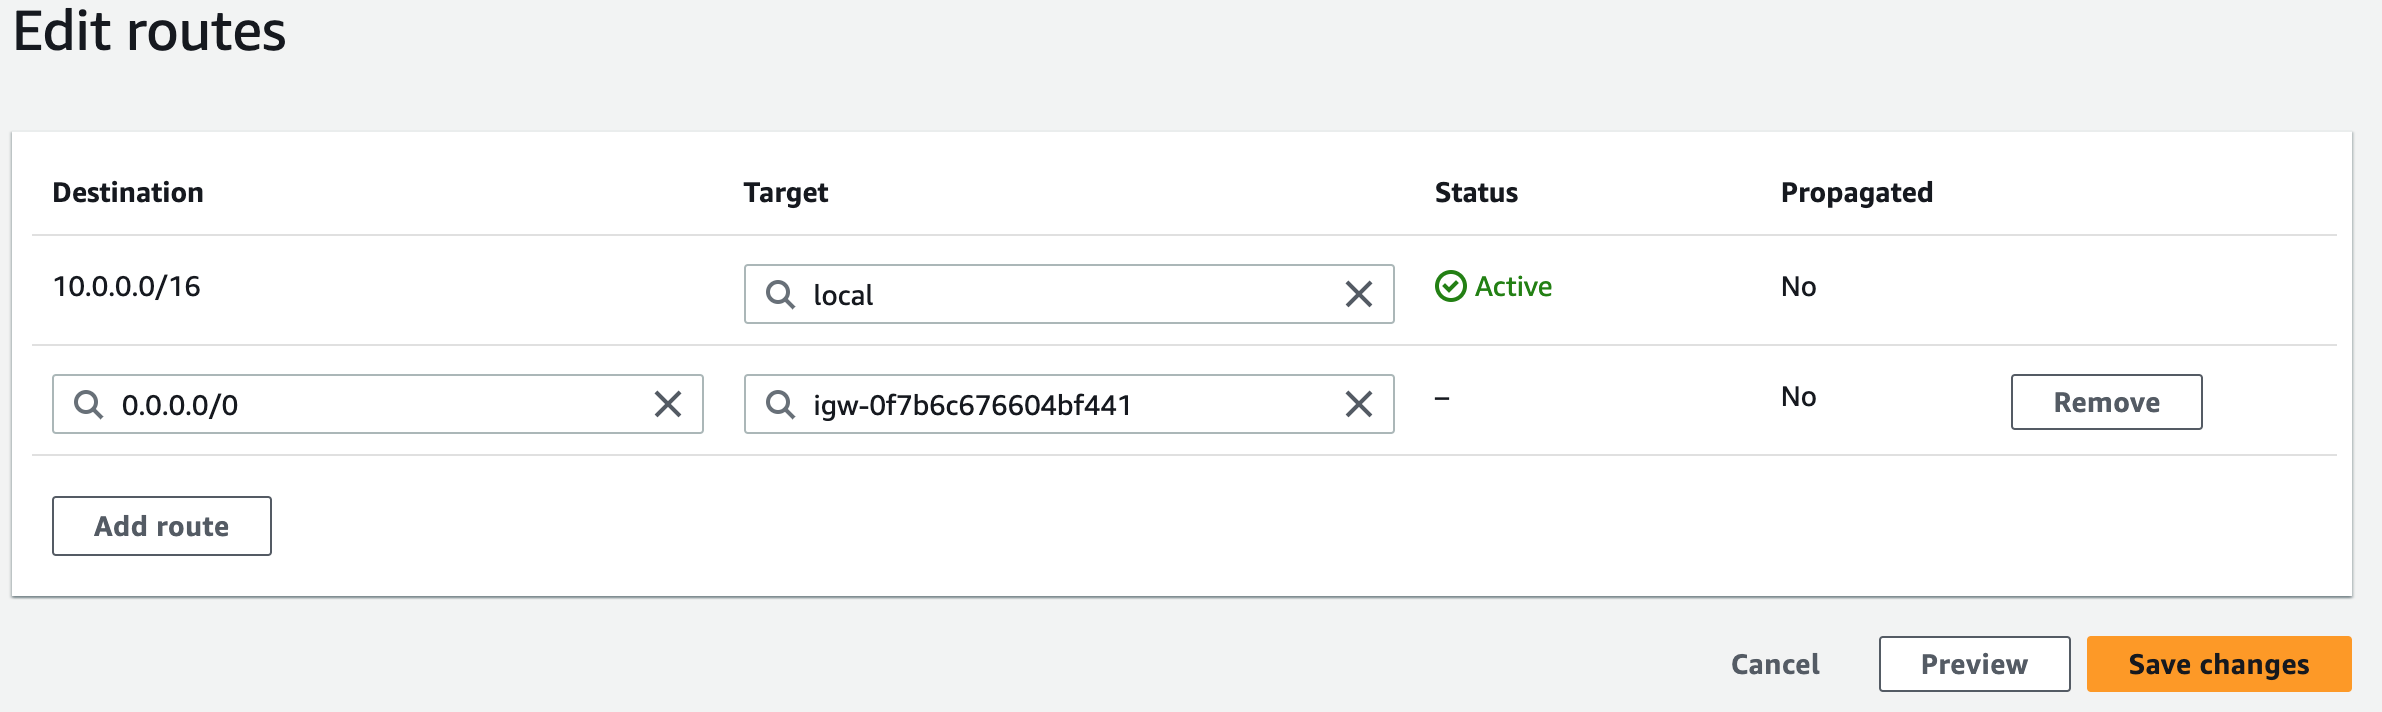 Edit routes
Destination Target Status Propagated
10.0.0.0/16 local Active No
0.0.0.0/0 igw-0f7b6c676604bf441 – No Remove
Add route
Cancel Preview Save changes